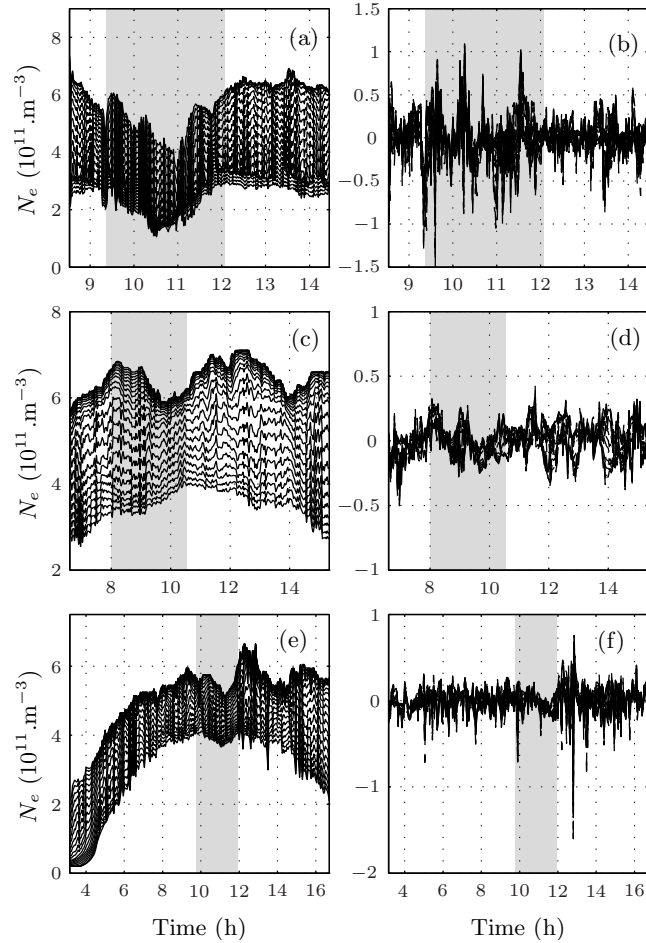 (a) (b)
N_e (10^11.m^−3)
8 6 4 2 0
1.5 1 0.5 0 −0.5 −1 −1.5
9 10 11 12 13 14
9 10 11 12 13 14
(c) (d)
N_e (10^11.m^−3)
8 6 4 2
1 0.5 0 −0.5 −1
8 10 12 14
8 10 12 14
(e) (f)
N_e (10^11.m^−3)
6 4 2 0
1 0 −1 −2
4 6 8 10 12 14 16
4 6 8 10 12 14 16
Time (h) Time (h)